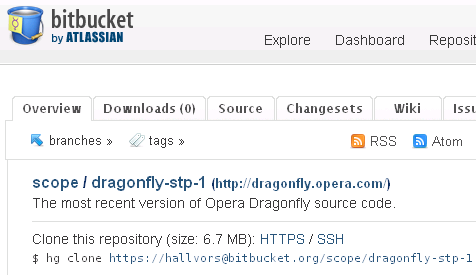 bitbucket
by ATLASSIAN
Explore Dashboard Reposit
Overview Downloads (0) Source Changesets Wiki Issu
branches » tags » RSS Atom
scope / dragonfly-stp-1 (http://dragonfly.opera.com/)
The most recent version of Opera Dragonfly source code.
Clone this repository (size: 6.7 MB): HTTPS / SSH
$ hg clone https://hallvors@bitbucket.org/scope/dragonfly-stp-1